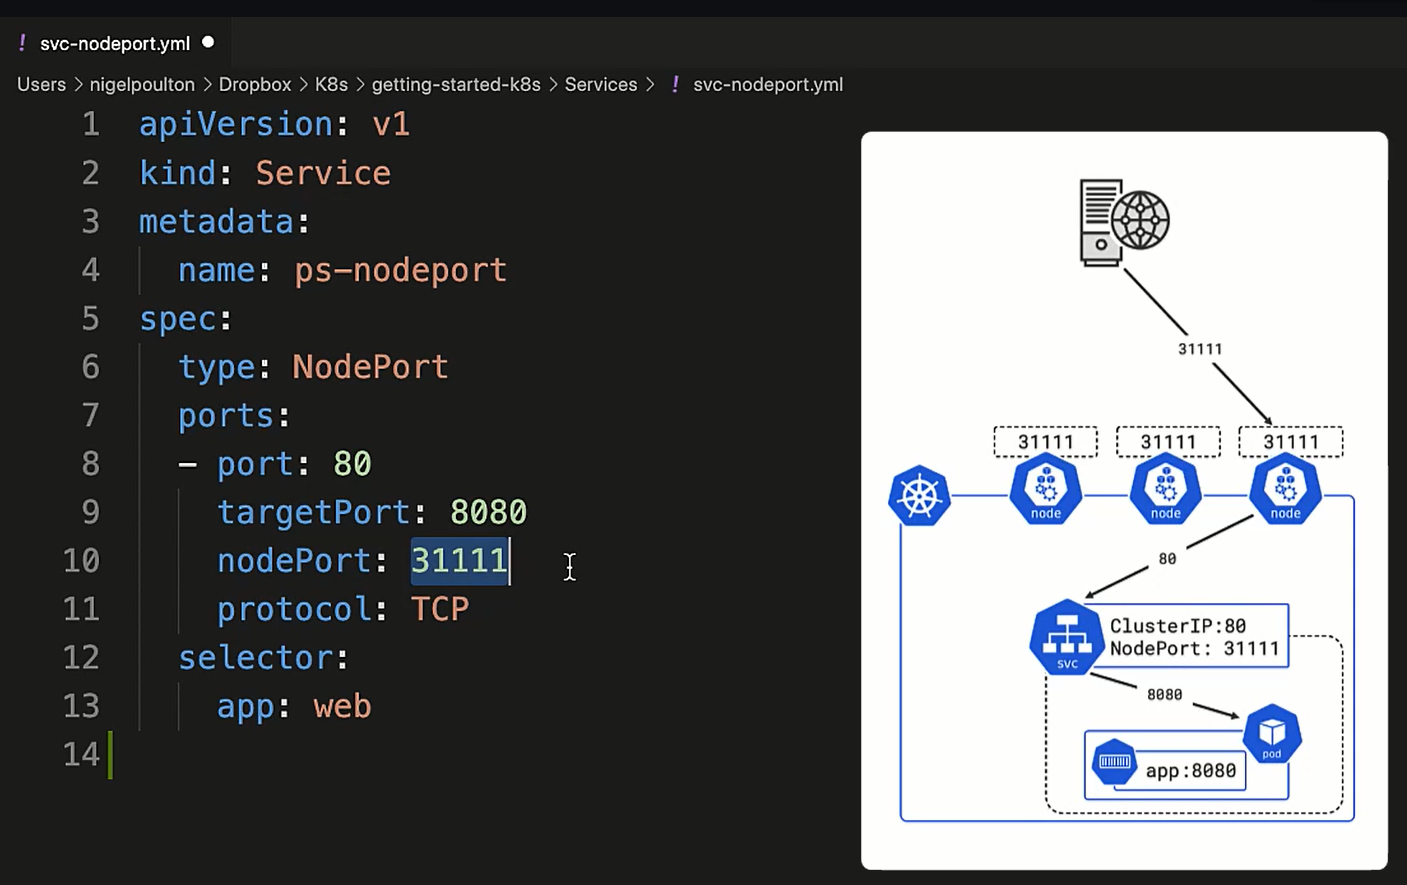 ! svc-nodeport.yml
Users > nigelpoulton > Dropbox > K8s > getting-started-k8s > Services > ! svc-nodeport.yml
1 apiVersion: v1
2 kind: Service
3 metadata:
4   name: ps-nodeport
5 spec:
6   type: NodePort
7   ports:
8   - port: 80
9     targetPort: 8080
10     nodePort: 31111
11     protocol: TCP
12   selector:
13     app: web
14
31111
31111 31111 31111
node node node
80
ClusterIP:80
NodePort: 31111
svc
8080
pod
app:8080